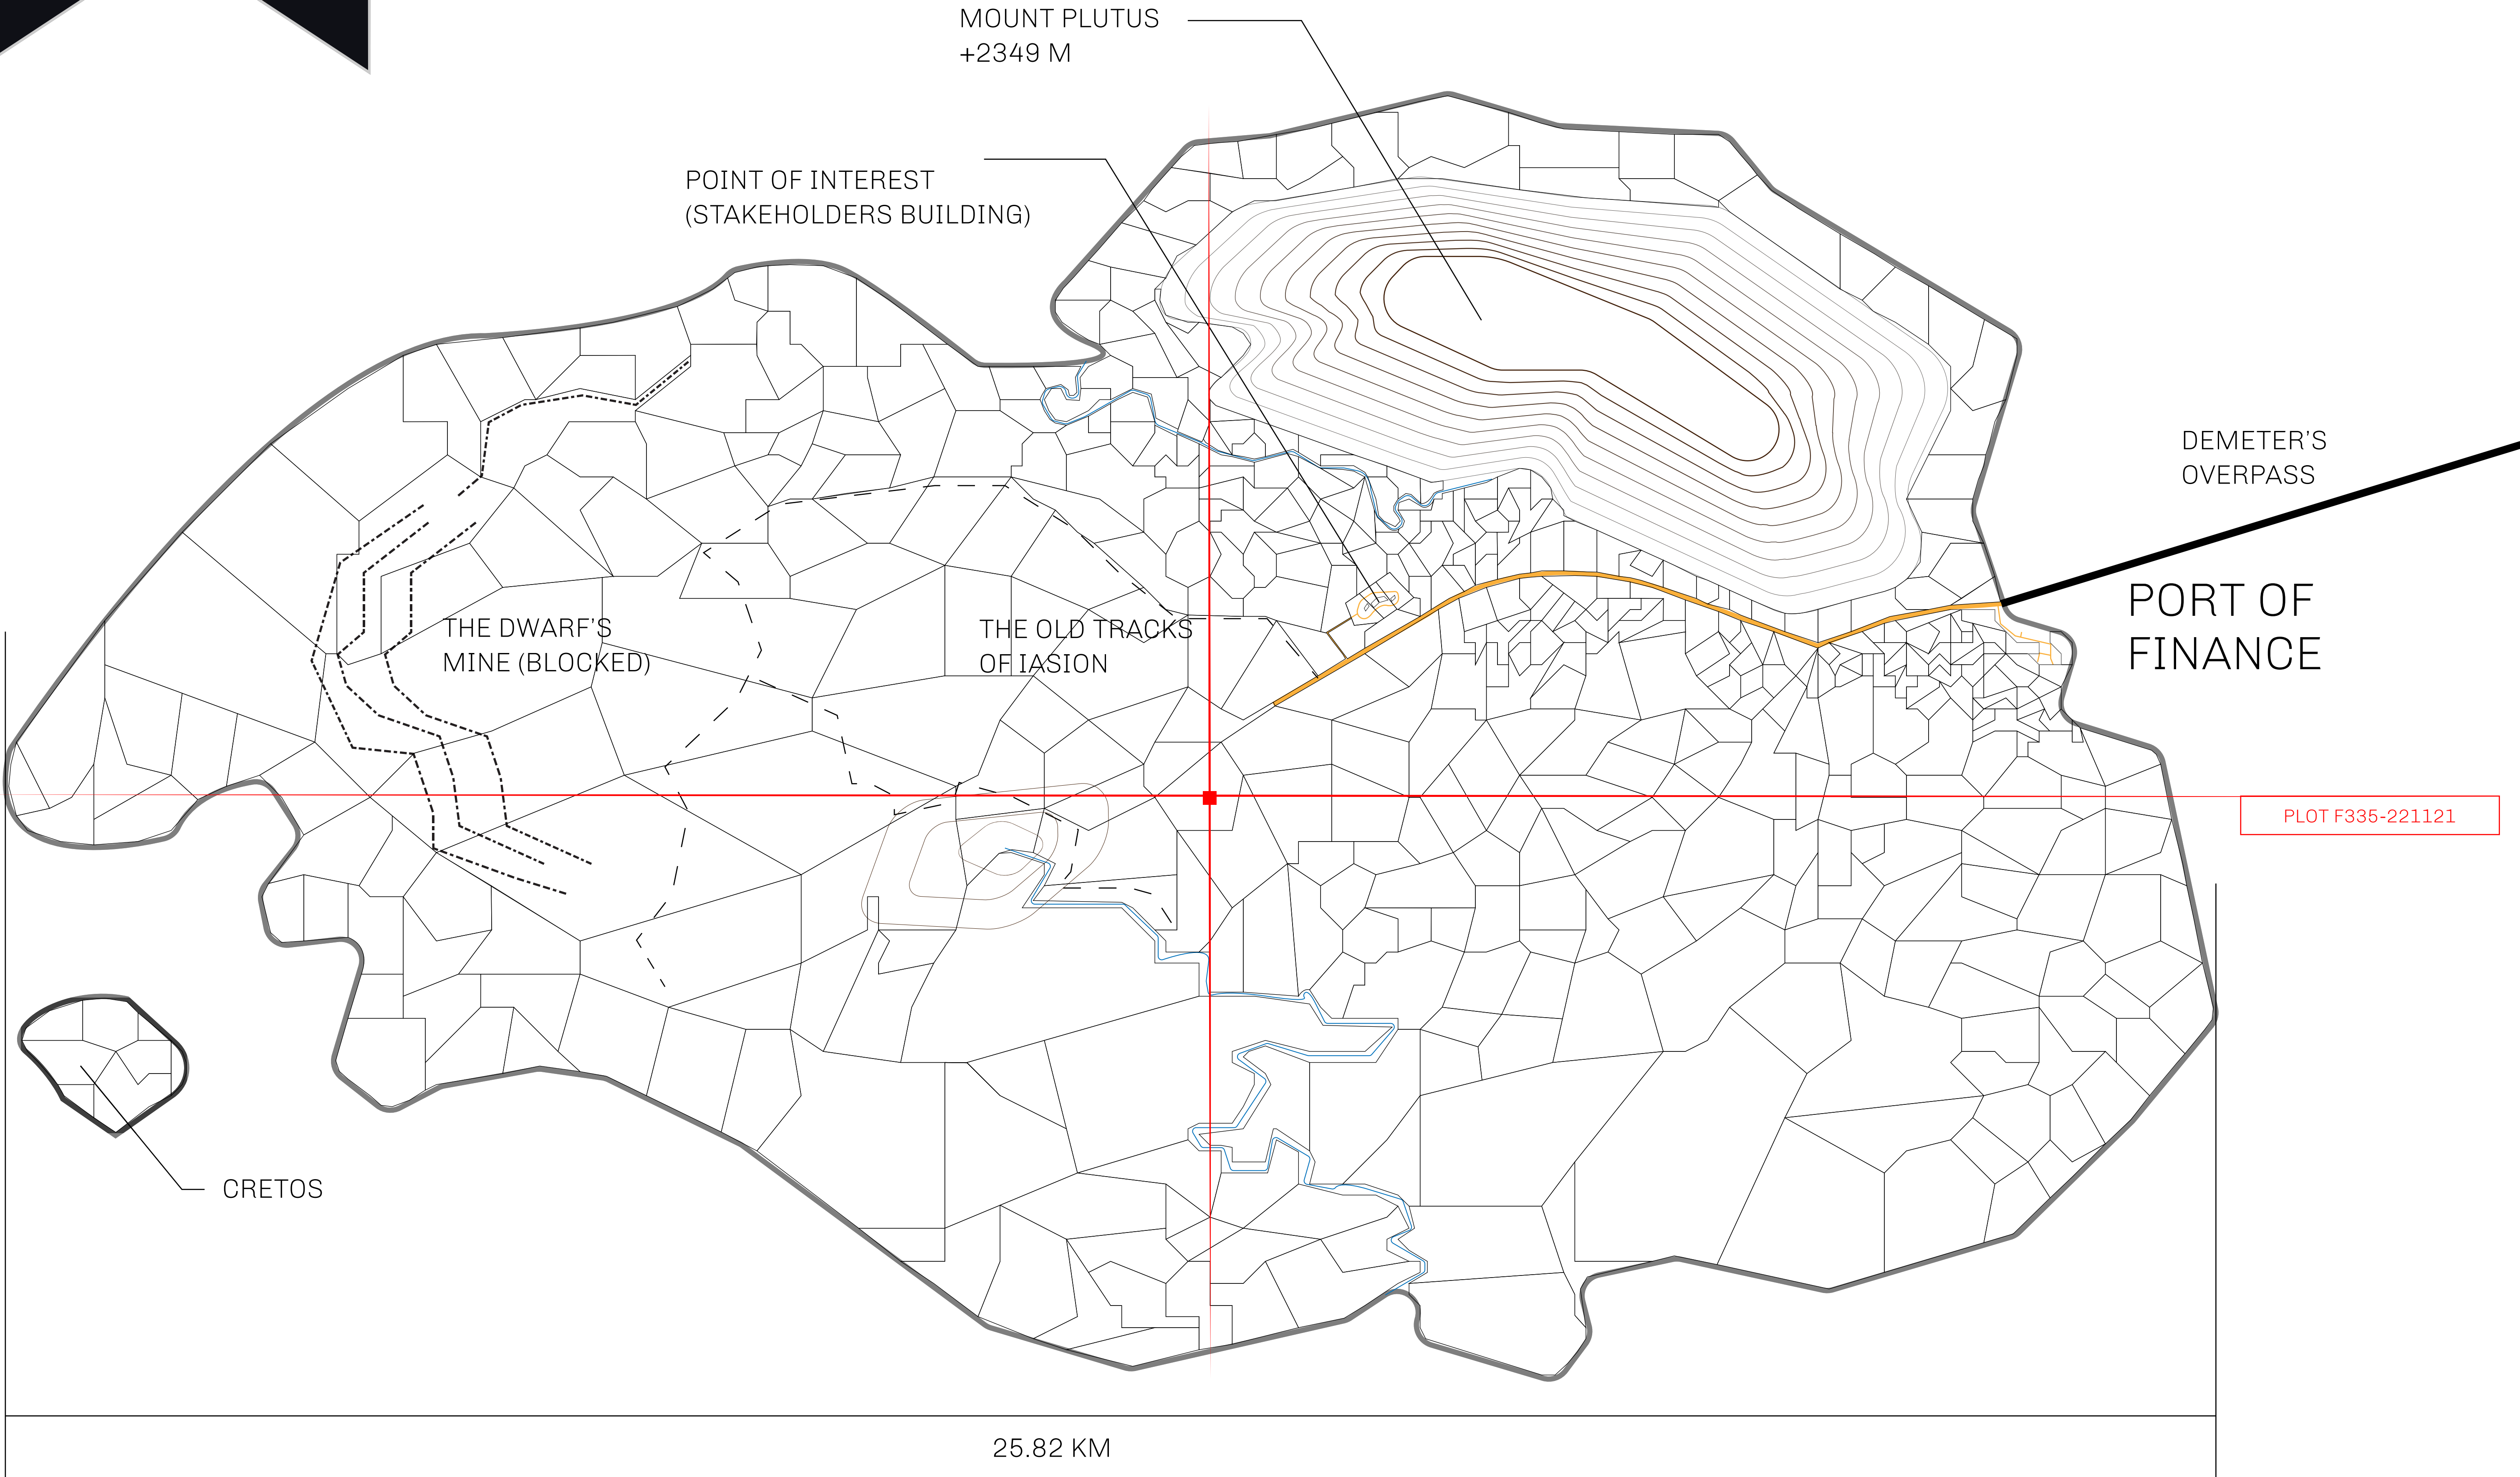 MOUNT PLUTUS
+2349 M
POINT OF INTEREST
(STAKEHOLDERS BUILDING)
DEMETER'S
OVERPASS
PORT OF
FINANCE
THE DWARF'S
MINE (BLOCKED)
THE OLD TRACKS
OF IASION
PLOT F335-221121
CRETOS
25.82 KM